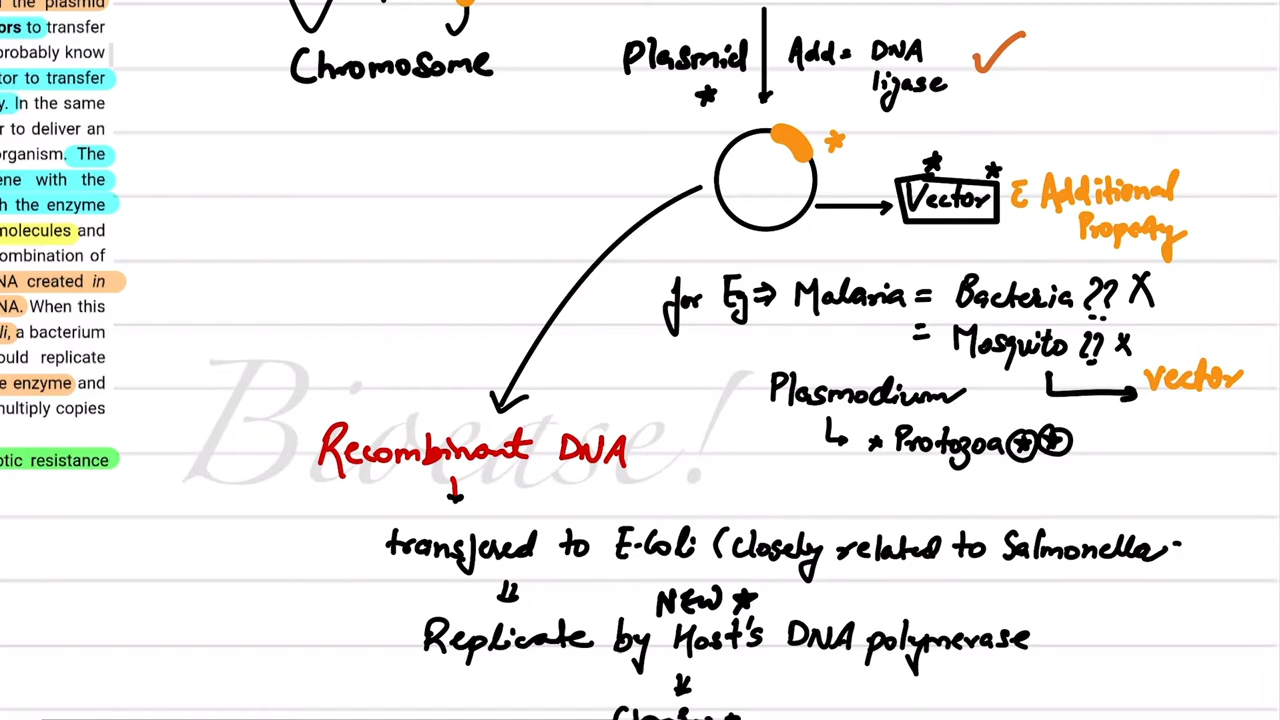 the plasmid
ors to transfer
probably know
tor to transfer
y. In the same
r to deliver an
organism. The
ene with the
h the enzyme
molecules and
ombination of
NA created in
NA. When this
li, a bacterium
ould replicate
e enzyme and
multiply copies
otic resistance
Chromosome
Plasmid
Add = DNA
ligase ✓
*
*
Vector
* *
Ē Additional
Property
for Eg ⇒ Malaria = Bacteria ?? X
= Mosquito ?? x
vector
Plasmodium
↳ * Protozoa * *
Bioease!
Recombinant DNA
↓
transfered to E-Coli (Closely related to Salmonella-
⇓
NEW *
Replicate by Host's DNA polymerase
↓